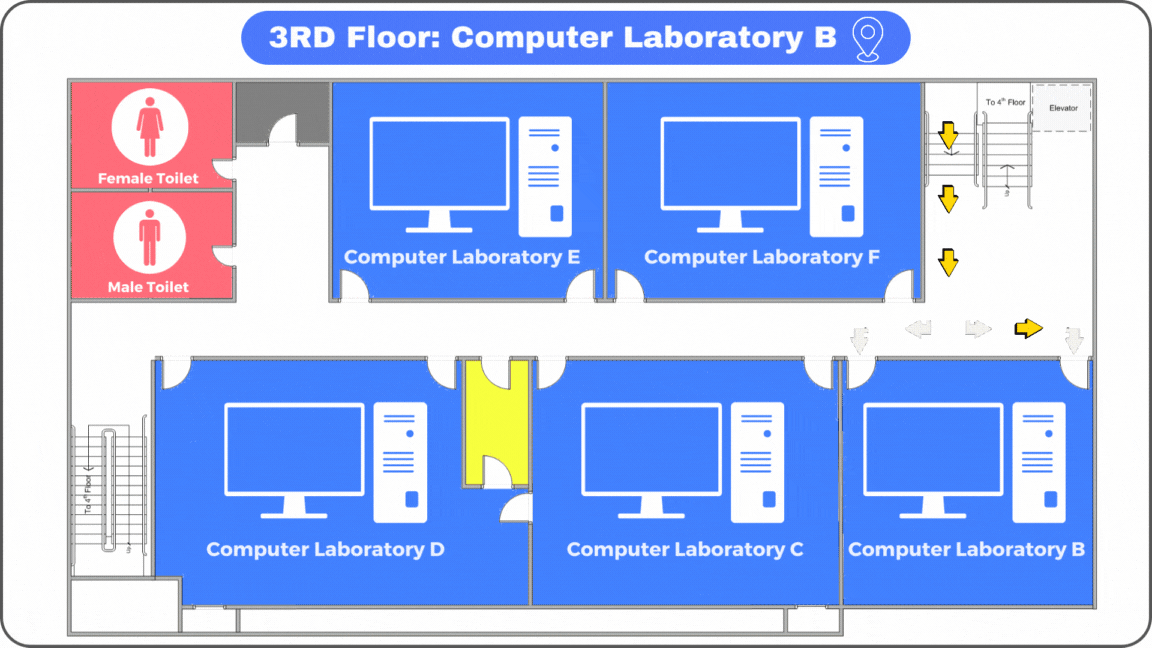 3RD Floor: Computer Laboratory B
To 4th Floor
Elevator
Up
Female Toilet
Male Toilet
Computer Laboratory E
Computer Laboratory F
To 4th Floor
Up
Computer Laboratory D
Computer Laboratory C
Computer Laboratory B